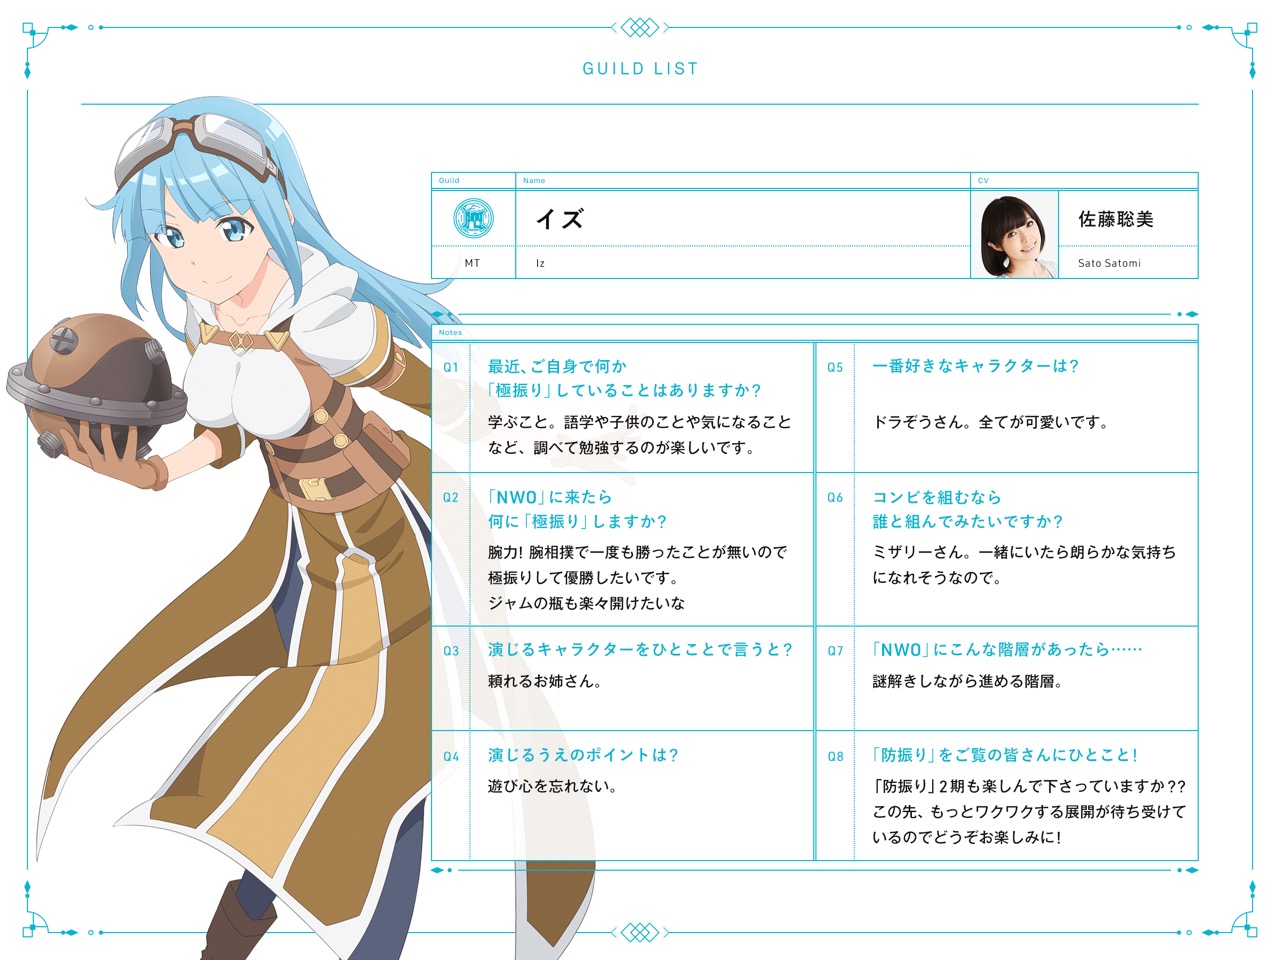 GUILD LIST
Guild
Name
CV
イズ
佐藤聡美
MT
Iz
Sato Satomi
Notes
Q1
最近、ご自身で何か
「極振り」していることはありますか?
学ぶこと。語学や子供のことや気になること
など、調べて勉強するのが楽しいです。
Q2
「NWO」に来たら
何に「極振り」しますか?
腕力! 腕相撲で一度も勝ったことが無いので
極振りして優勝したいです。
ジャムの瓶も楽々開けたいな
Q3
演じるキャラクターをひとことで言うと?
頼れるお姉さん。
Q4
演じるうえのポイントは?
遊び心を忘れない。
Q5
一番好きなキャラクターは?
ドラぞうさん。全てが可愛いです。
Q6
コンビを組むなら
誰と組んでみたいですか?
ミザリーさん。一緒にいたら朗らかな気持ち
になれそうなので。
Q7
「NWO」にこんな階層があったら……
謎解きしながら進める階層。
Q8
「防振り」をご覧の皆さんにひとこと!
「防振り」2期も楽しんで下さっていますか??
この先、もっとワクワクする展開が待ち受けて
いるのでどうぞお楽しみに!